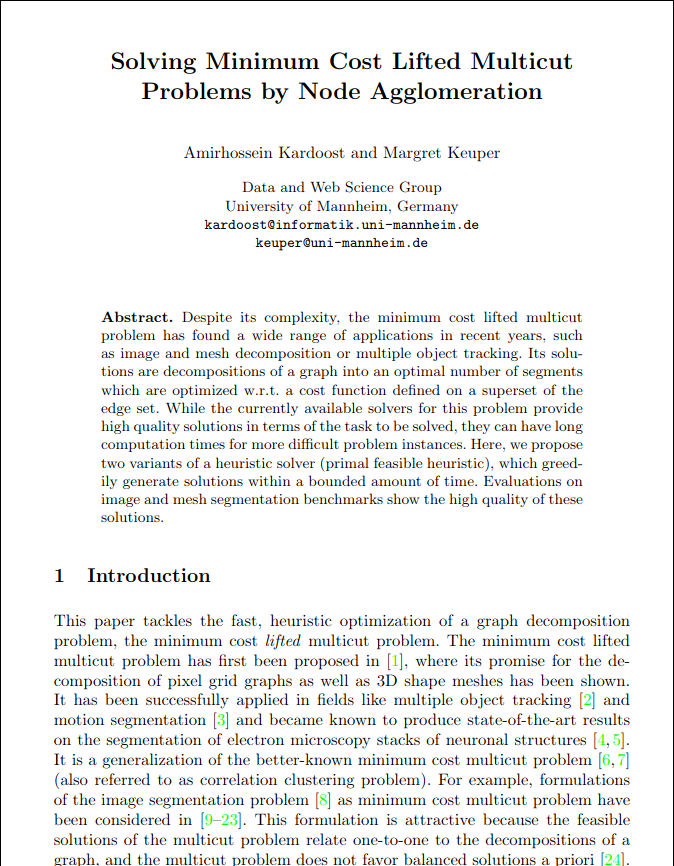 Solving Minimum Cost Lifted Multicut
Problems by Node Agglomeration
Amirhossein Kardoost and Margret Keuper
Data and Web Science Group
University of Mannheim, Germany
kardoost@informatik.uni-mannheim.de
keuper@uni-mannheim.de
Abstract. Despite its complexity, the minimum cost lifted multicut
problem has found a wide range of applications in recent years, such
as image and mesh decomposition or multiple object tracking. Its solu-
tions are decompositions of a graph into an optimal number of segments
which are optimized w.r.t. a cost function defined on a superset of the
edge set. While the currently available solvers for this problem provide
high quality solutions in terms of the task to be solved, they can have long
computation times for more difficult problem instances. Here, we propose
two variants of a heuristic solver (primal feasible heuristic), which greed-
ily generate solutions within a bounded amount of time. Evaluations on
image and mesh segmentation benchmarks show the high quality of these
solutions.
1 Introduction
This paper tackles the fast, heuristic optimization of a graph decomposition
problem, the minimum cost lifted multicut problem. The minimum cost lifted
multicut problem has first been proposed in [1], where its promise for the de-
composition of pixel grid graphs as well as 3D shape meshes has been shown.
It has been successfully applied in fields like multiple object tracking [2] and
motion segmentation [3] and became known to produce state-of-the-art results
on the segmentation of electron microscopy stacks of neuronal structures [4,5].
It is a generalization of the better-known minimum cost multicut problem [6,7]
(also referred to as correlation clustering problem). For example, formulations
of the image segmentation problem [8] as minimum cost multicut problem have
been considered in [9–23]. This formulation is attractive because the feasible
solutions of the multicut problem relate one-to-one to the decompositions of a
graph, and the multicut problem does not favor balanced solutions a priori [24].